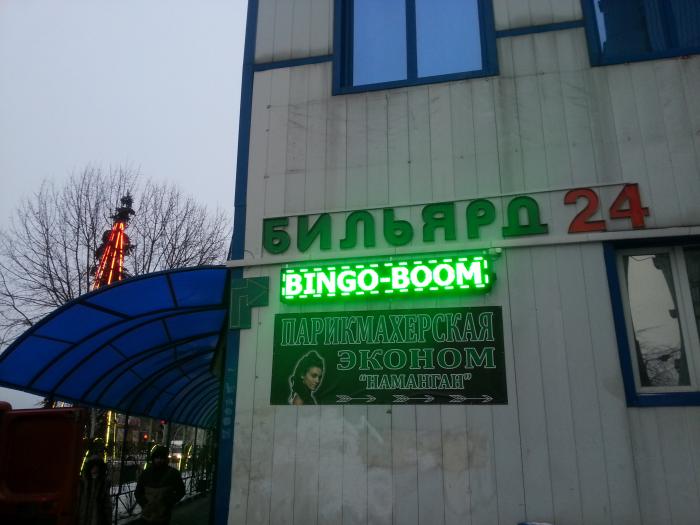 БИЛЬЯРД 24
BINGO-BOOM
ПАРИКМАХЕРСКАЯ
ЭКОНОМ
"НАМАНГАН"